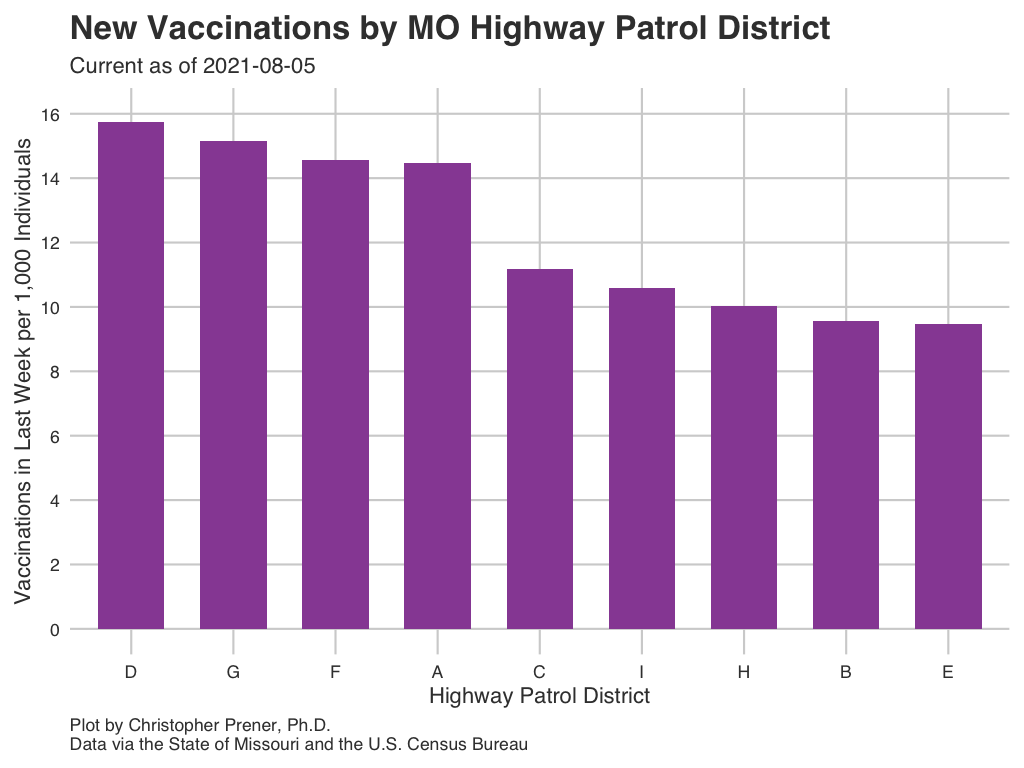 New Vaccinations by MO Highway Patrol District
Current as of 2021-08-05
Vaccinations in Last Week per 1,000 Individuals
16
14
12
10
8
6
4
2
0
D G F A C I H B E
Highway Patrol District
Plot by Christopher Prener, Ph.D.
Data via the State of Missouri and the U.S. Census Bureau